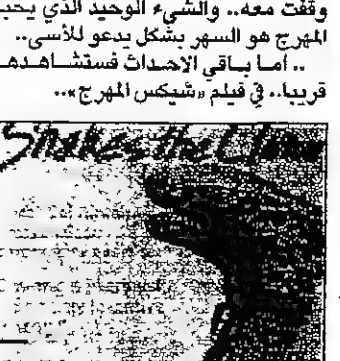 وقفت معه.. والشيء الوحيد الذي يحبه
المهرج هو السهر بشكل يدعو للأسى..
.. أما باقي الاحداث فستشاهدها
قريبا.. في فيلم «شيكس المهرج»..
Shakes the Clown